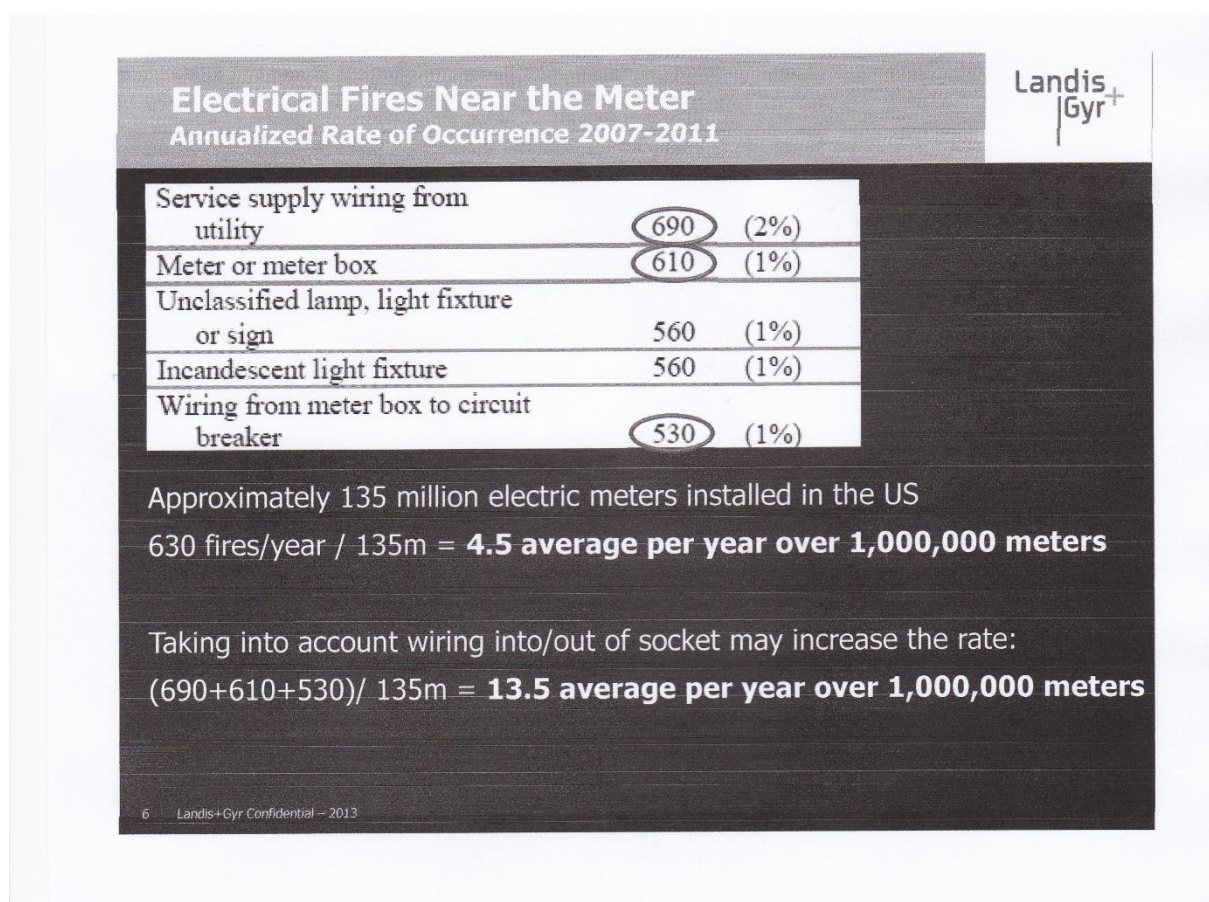 Electrical Fires Near the Meter
Annualized Rate of Occurrence 2007-2011
Landis+
Gyr
Service supply wiring from
utility 690 (2%)
Meter or meter box 610 (1%)
Unclassified lamp, light fixture
or sign 560 (1%)
Incandescent light fixture 560 (1%)
Wiring from meter box to circuit
breaker 530 (1%)
Approximately 135 million electric meters installed in the US
630 fires/year / 135m = 4.5 average per year over 1,000,000 meters
Taking into account wiring into/out of socket may increase the rate:
(690+610+530)/ 135m = 13.5 average per year over 1,000,000 meters
6 Landis+Gyr Confidential – 2013